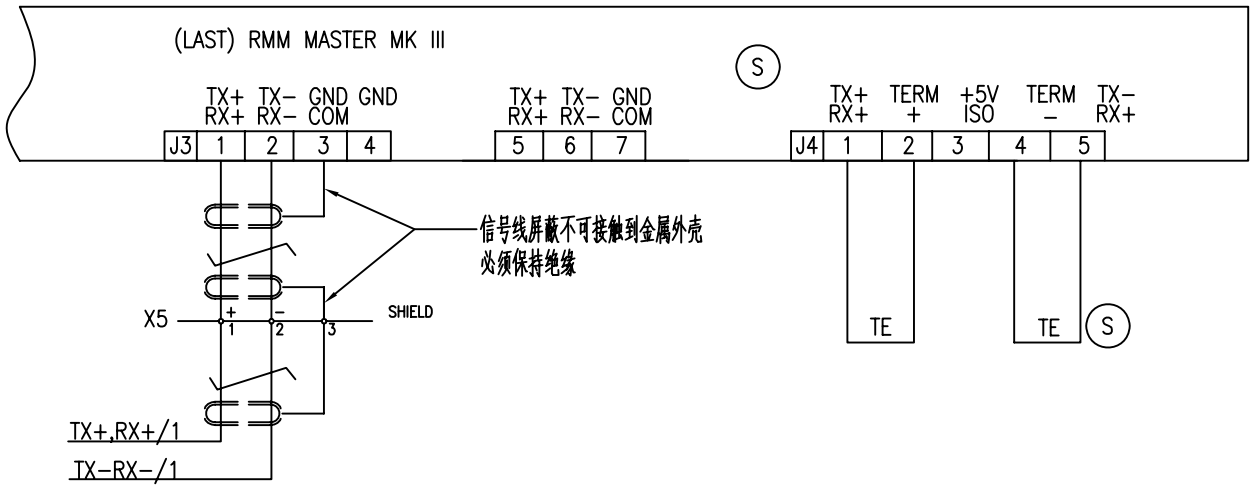 (LAST) RMM MASTER MK III
S
TX+ TX- GND GND
RX+ RX- COM
J3 1 2 3 4
TX+ TX- GND
RX+ RX- COM
5 6 7
TX+ TERM +5V TERM TX-
RX+ + ISO - RX+
J4 1 2 3 4 5
信号线屏蔽不可接触到金属外壳
必须保持绝缘
X5 + - SHIELD
1 2 3
TE TE S
TX+,RX+/1
TX-RX-/1